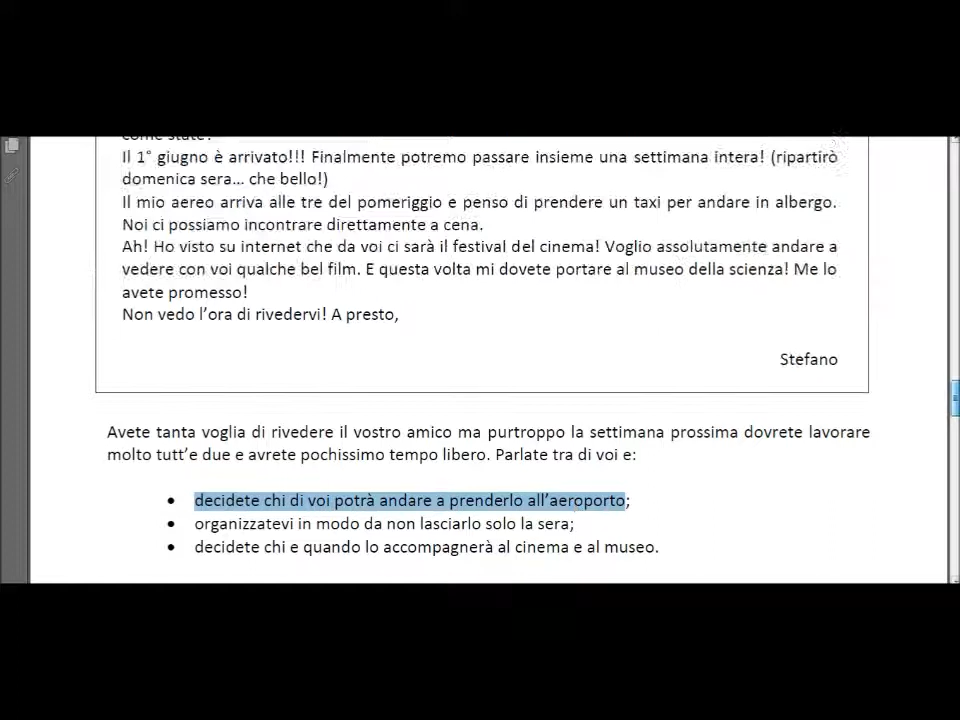 come state?
Il 1° giugno è arrivato!!! Finalmente potremo passare insieme una settimana intera! (ripartirò
domenica sera... che bello!)
Il mio aereo arriva alle tre del pomeriggio e penso di prendere un taxi per andare in albergo.
Noi ci possiamo incontrare direttamente a cena.
Ah! Ho visto su internet che da voi ci sarà il festival del cinema! Voglio assolutamente andare a
vedere con voi qualche bel film. E questa volta mi dovete portare al museo della scienza! Me lo
avete promesso!
Non vedo l'ora di rivedervi! A presto,
Stefano
Avete tanta voglia di rivedere il vostro amico ma purtroppo la settimana prossima dovrete lavorare
molto tutt'e due e avrete pochissimo tempo libero. Parlate tra di voi e:
• decidete chi di voi potrà andare a prenderlo all'aeroporto;
• organizzatevi in modo da non lasciarlo solo la sera;
• decidete chi e quando lo accompagnerà al cinema e al museo.